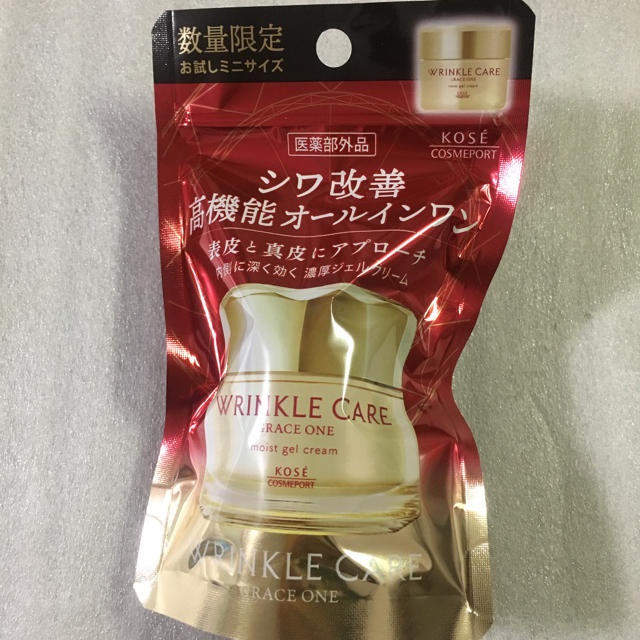 数量限定
お試しミニサイズ
WRINKLE CARE
GRACE ONE
moist gel cream
KOSÉ
COSMEPORT
医薬部外品
シワ改善
高機能オールインワン
表皮と真皮にアプローチ
内側に深く効く 濃厚ジェルクリーム
WRINKLE CARE
GRACE ONE
moist gel cream
KOSÉ
COSMEPORT
WRINKLE CARE
GRACE ONE